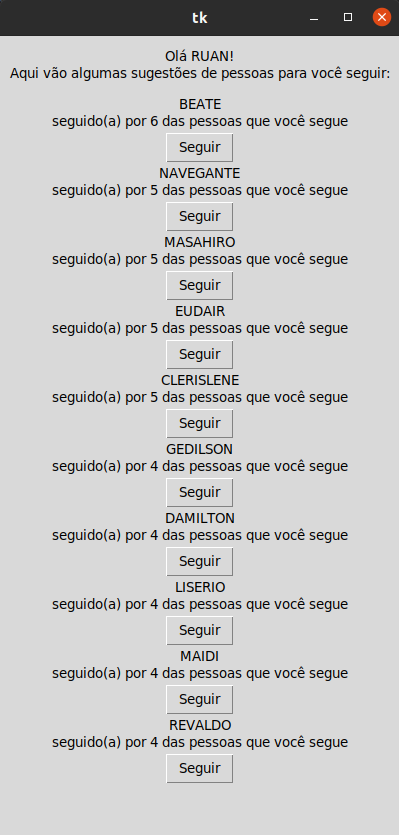 tk
Olá RUAN!
Aqui vão algumas sugestões de pessoas para você seguir:
BEATE
seguido(a) por 6 das pessoas que você segue
Seguir
NAVEGANTE
seguido(a) por 5 das pessoas que você segue
Seguir
MASAHIRO
seguido(a) por 5 das pessoas que você segue
Seguir
EUDAIR
seguido(a) por 5 das pessoas que você segue
Seguir
CLERISLENE
seguido(a) por 5 das pessoas que você segue
Seguir
GEDILSON
seguido(a) por 4 das pessoas que você segue
Seguir
DAMILTON
seguido(a) por 4 das pessoas que você segue
Seguir
LISERIO
seguido(a) por 4 das pessoas que você segue
Seguir
MAIDI
seguido(a) por 4 das pessoas que você segue
Seguir
REVALDO
seguido(a) por 4 das pessoas que você segue
Seguir